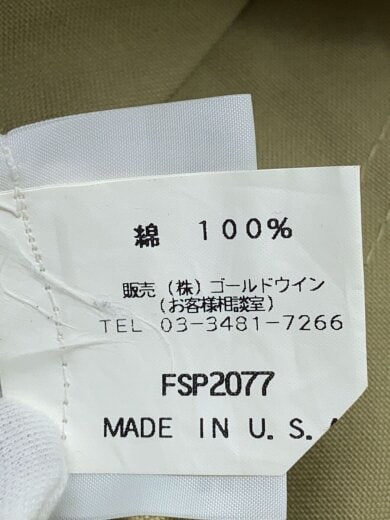 綿 100%
販売 (株) ゴールドウイン
(お客様相談室)
TEL 03-3481-7266
FSP2077
MADE IN U.S.A